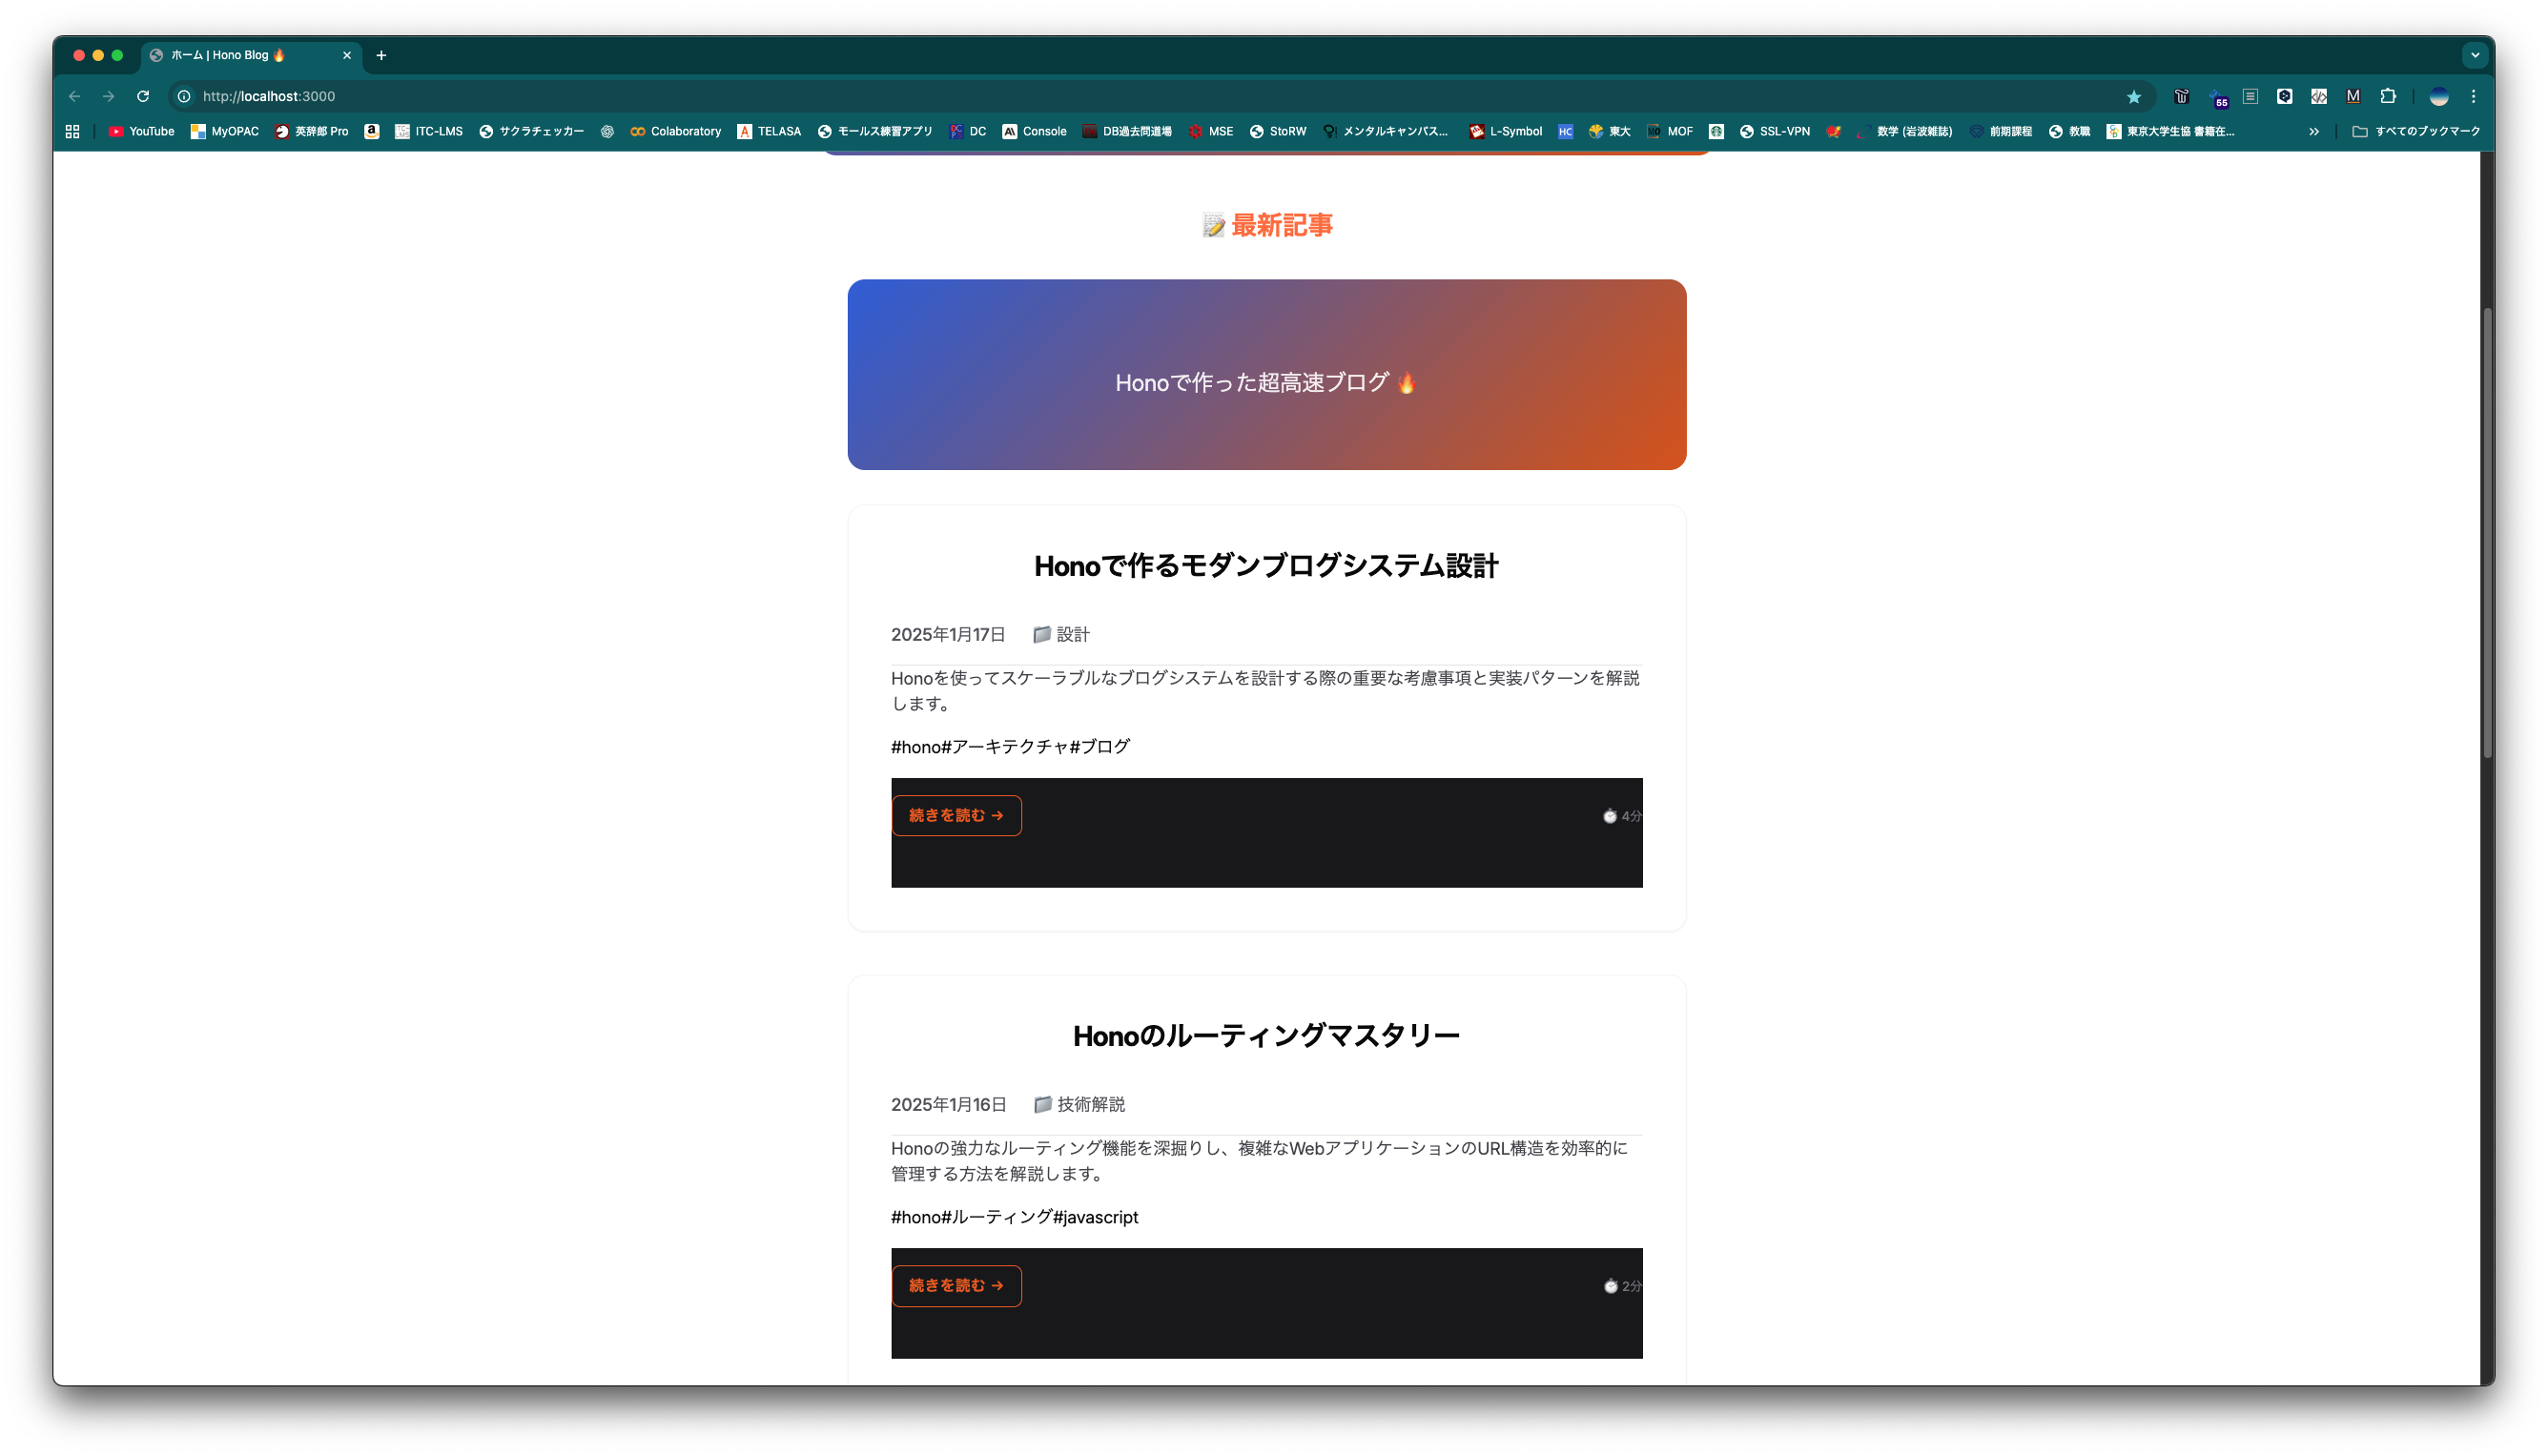 ホーム | Hono Blog 🔥
http://localhost:3000
55
YouTube MyOPAC 英辞郎 Pro ITC-LMS サクラチェッカー Colaboratory TELASA モールス練習アプリ DC Console DB過去問道場 MSE StoRW メンタルキャンパス... L-Symbol HC 東大 MOF SSL-VPN 数学 (岩波雑誌) 前期課程 教職 東京大学生協 書籍在... » すべてのブックマーク
📝 最新記事
Honoで作った超高速ブログ 🔥
Honoで作るモダンブログシステム設計
2025年1月17日 📁 設計
Honoを使ってスケーラブルなブログシステムを設計する際の重要な考慮事項と実装パターンを解説
します。
#hono#アーキテクチャ#ブログ
続きを読む → ⏱ 4分
Honoのルーティングマスタリー
2025年1月16日 📁 技術解説
Honoの強力なルーティング機能を深掘りし、複雑なWebアプリケーションのURL構造を効率的に
管理する方法を解説します。
#hono#ルーティング#javascript
続きを読む → ⏱ 2分